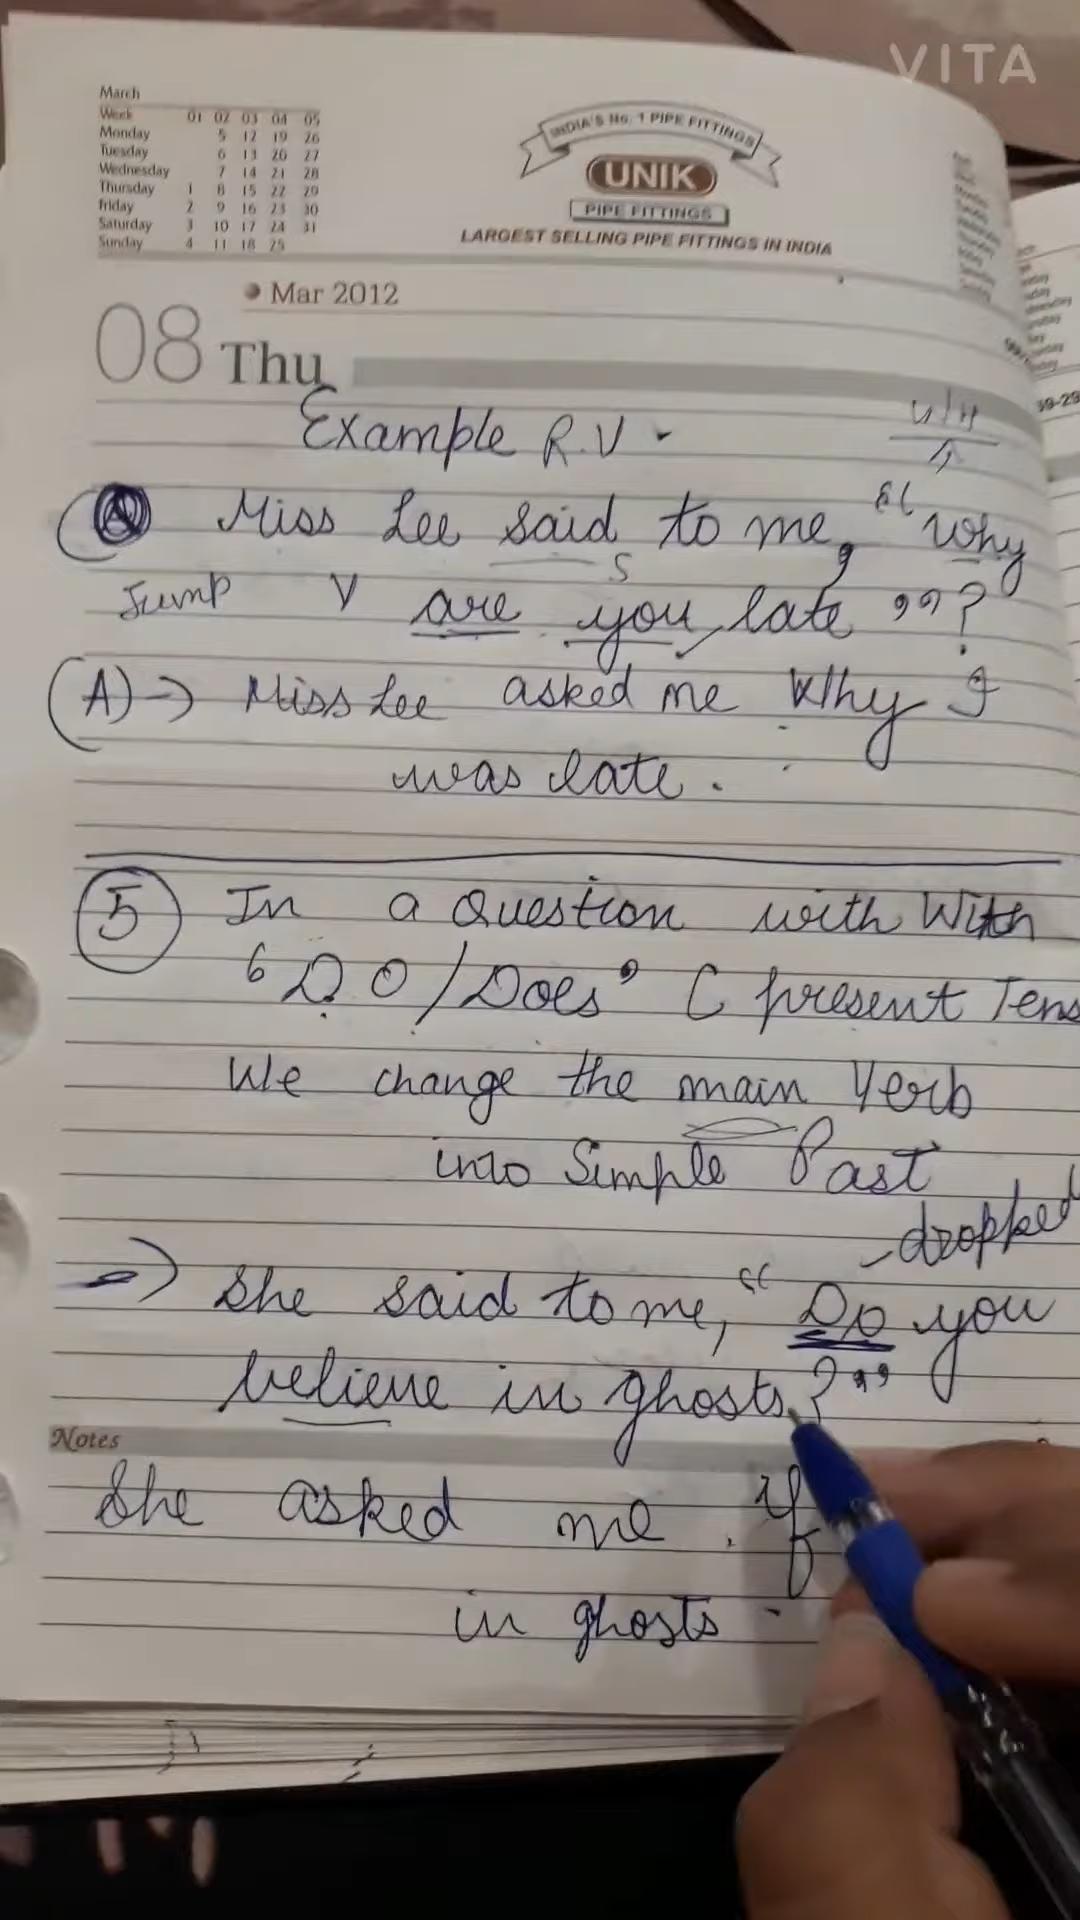 VITA
March
Week 01 02 03 04 05
Monday 5 12 19 26
Tuesday 6 13 20 27
Wednesday 7 14 21 28
Thursday 1 8 15 22 29
Friday 2 9 16 23 30
Saturday 3 10 17 24 31
Sunday 4 11 18 25
INDIA'S No. 1 PIPE FITTINGS
UNIK
PIPE FITTINGS
LARGEST SELLING PIPE FITTINGS IN INDIA
Mar 2012
08 Thu
Example R.V.
Miss Lee said to me, "Why
S
Jump V are you late"?
(A) → Miss Lee asked me Why I
was late.
5 In a Question with With
'DO/Does' ( present Tens
We change the main Verb
into Simple Past
dropped
→ She said to me, "Do you
believe in ghosts?"
Notes
She asked me if
in ghosts.